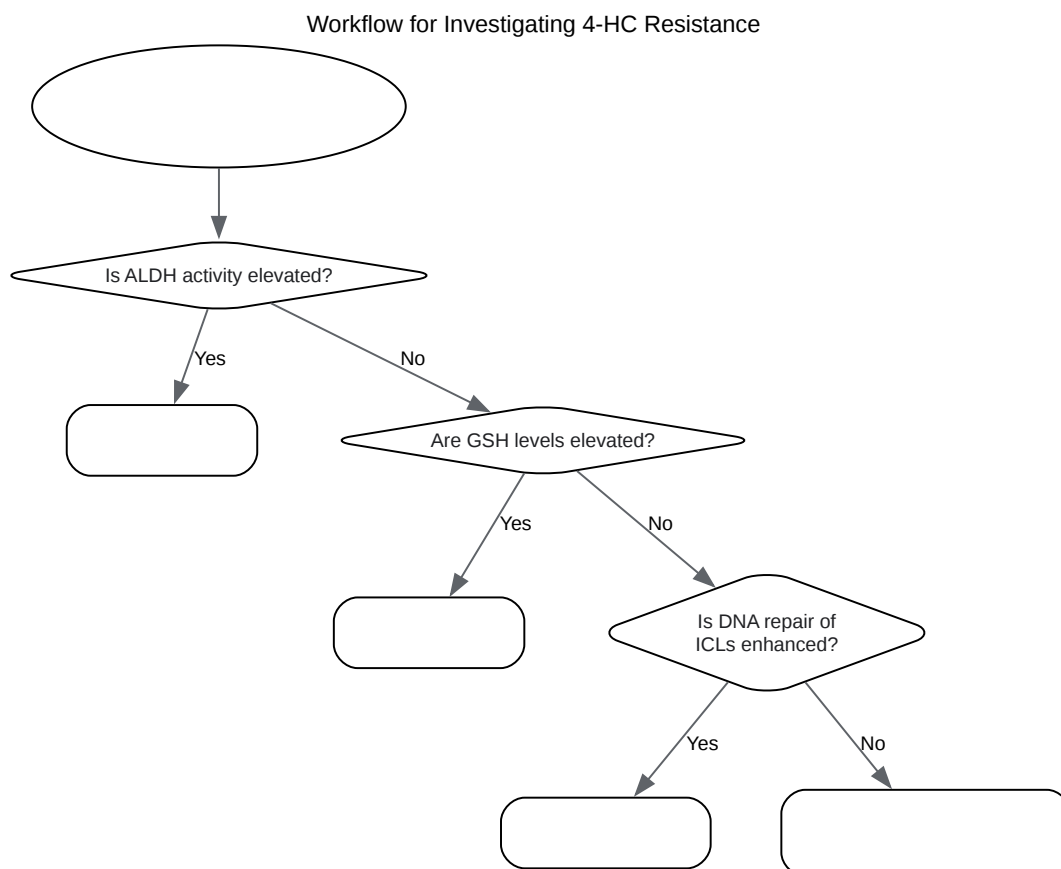 Workflow for Investigating 4-HC Resistance
Is ALDH activity elevated?
Yes
No
Are GSH levels elevated?
Yes
No
Is DNA repair of
ICLs enhanced?
Yes
No